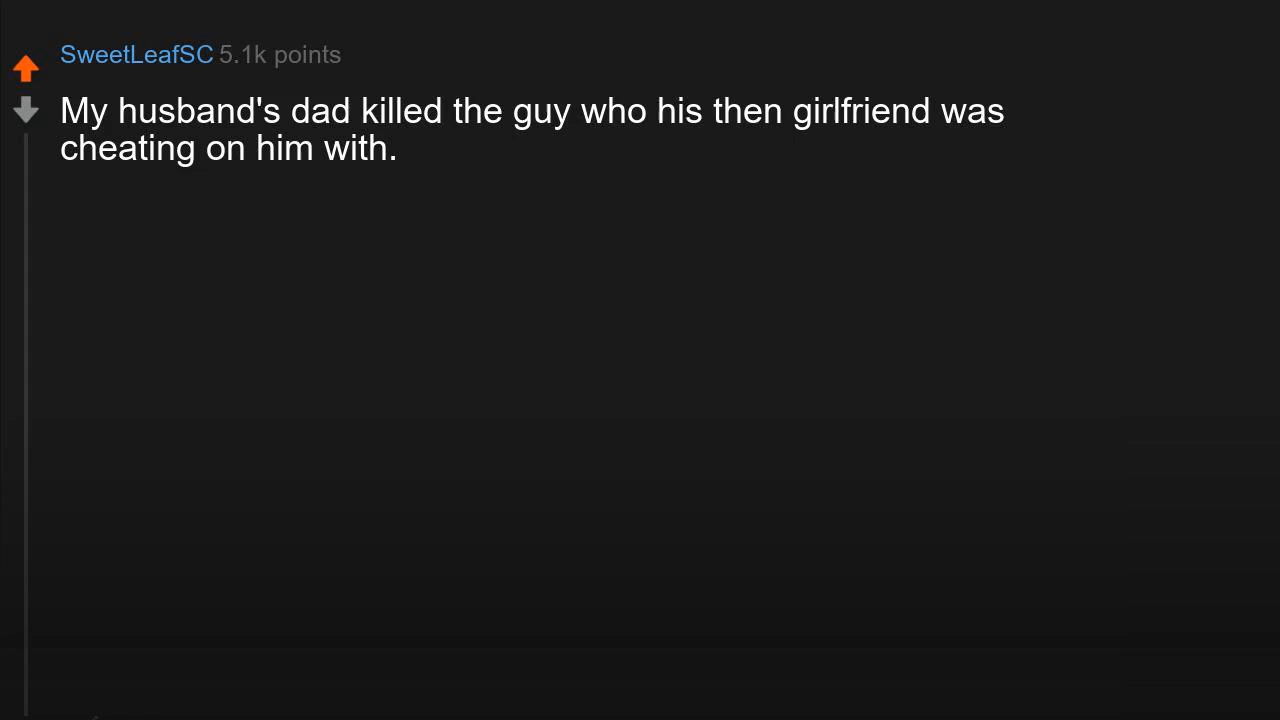 SweetLeafSC 5.1k points
My husband's dad killed the guy who his then girlfriend was
cheating on him with.